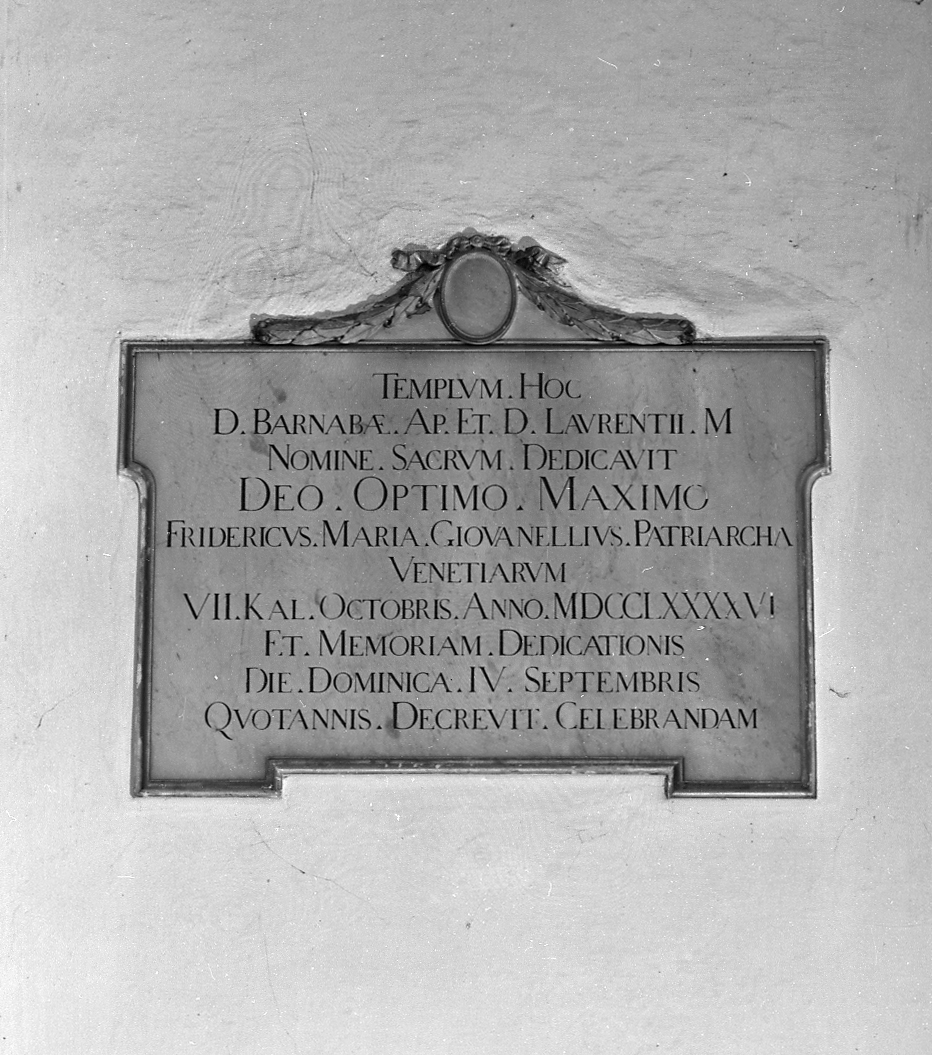 TEMPLVM . HOC
D . BARNABÆ . AP . ET . D . LAVRENTII . M
NOMINE . SACRVM . DEDICAVIT
DEO . OPTIMO . MAXIMO
FRIDERICVS . MARIA . GIOVANELLIVS . PATRIARCHA
VENETIARVM
VII . KAL . OCTOBRIS . ANNO . MDCCLXXXXVI
ET . MEMORIAM . DEDICATIONIS
DIE . DOMINICA . IV . SEPTEMBRIS
QVOTANNIS . DECREVIT . CELEBRANDAM